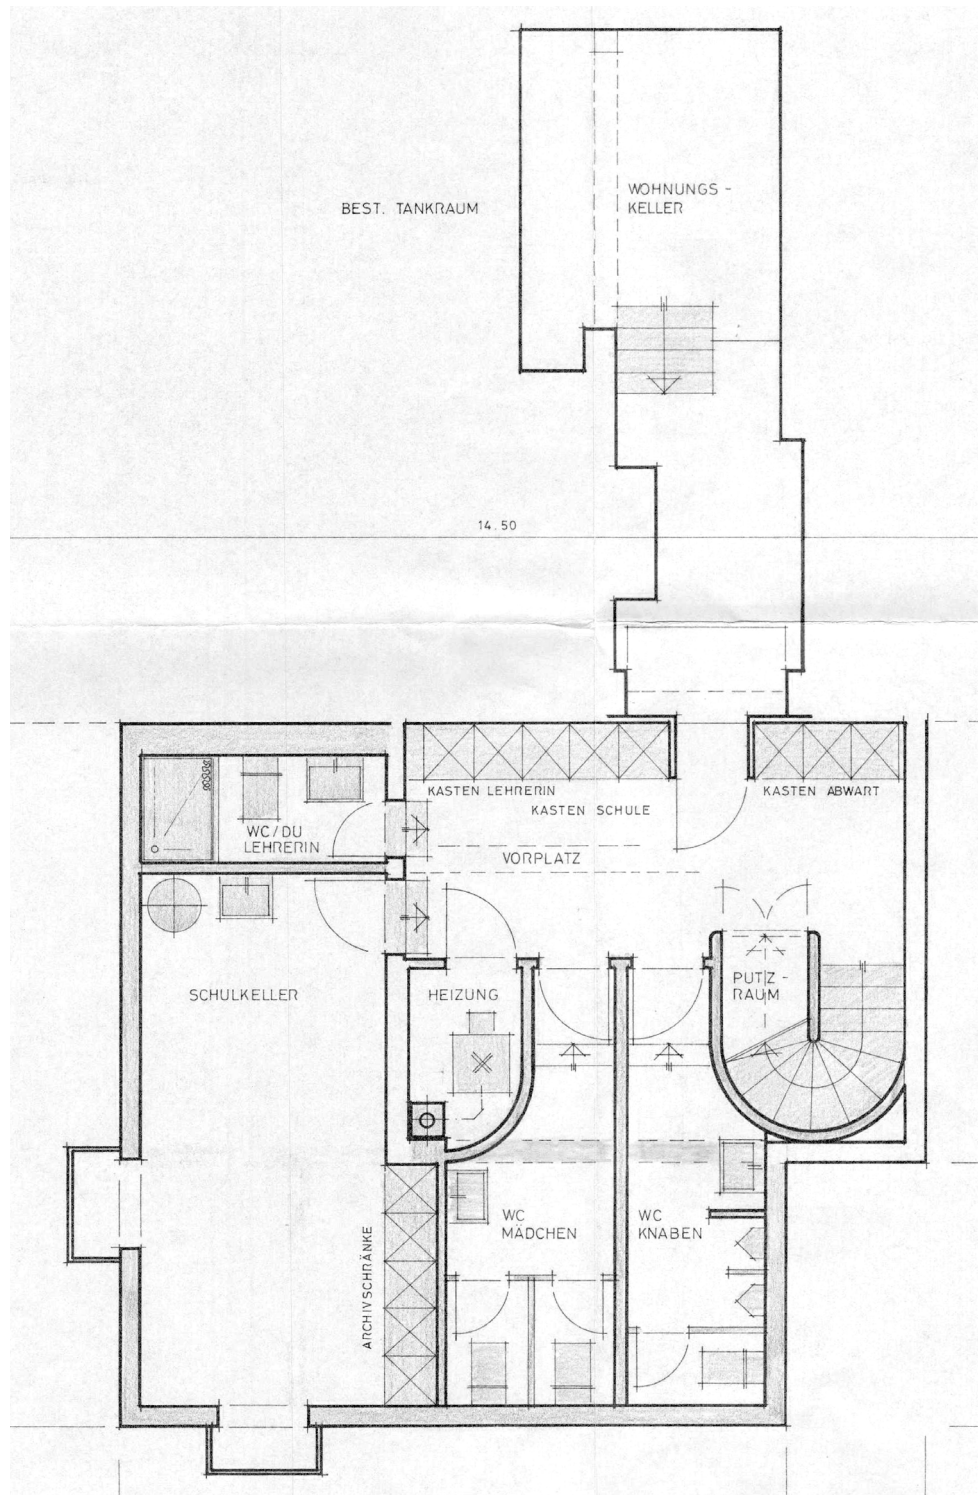 WOHNUNGS -
KELLER
BEST. TANKRAUM
14.50
KASTEN LEHRERIN
KASTEN SCHULE
KASTEN ABWART
WC/DU
LEHRERIN
VORPLATZ
SCHULKELLER
HEIZUNG
PUTZ -
RAUM
WC
MÄDCHEN
WC
KNABEN
ARCHIVSCHRÄNKE